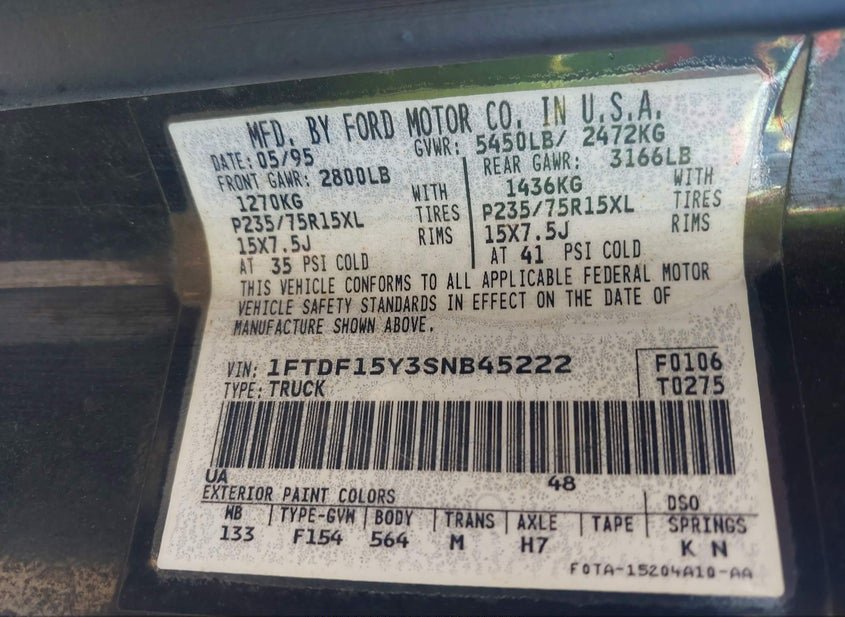 MFD. BY FORD MOTOR CO. IN U.S.A.
DATE: 05/95 GVWR: 5450LB/ 2472KG
FRONT GAWR: 2800LB REAR GAWR: 3166LB
1270KG WITH 1436KG WITH
P235/75R15XL TIRES P235/75R15XL TIRES
15X7.5J RIMS 15X7.5J RIMS
AT 35 PSI COLD AT 41 PSI COLD
THIS VEHICLE CONFORMS TO ALL APPLICABLE FEDERAL MOTOR
VEHICLE SAFETY STANDARDS IN EFFECT ON THE DATE OF
MANUFACTURE SHOWN ABOVE.
VIN: 1FTDF15Y3SNB45222 F0106
TYPE: TRUCK T0275
UA 48
EXTERIOR PAINT COLORS DSO
WB TYPE-GVW BODY TRANS AXLE TAPE SPRINGS
133 F154 564 M H7 K N
F0TA-15204A10-AA